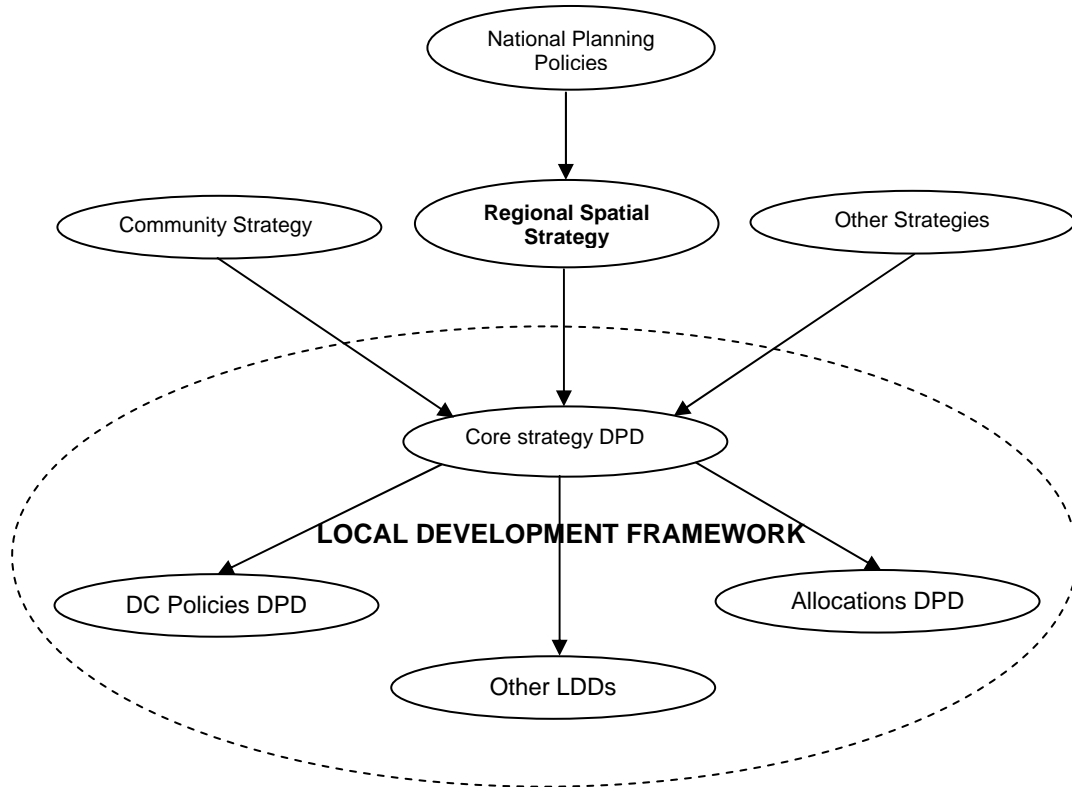 National Planning
Policies
Community Strategy
Regional Spatial
Strategy
Other Strategies
Core strategy DPD
LOCAL DEVELOPMENT FRAMEWORK
DC Policies DPD
Allocations DPD
Other LDDs